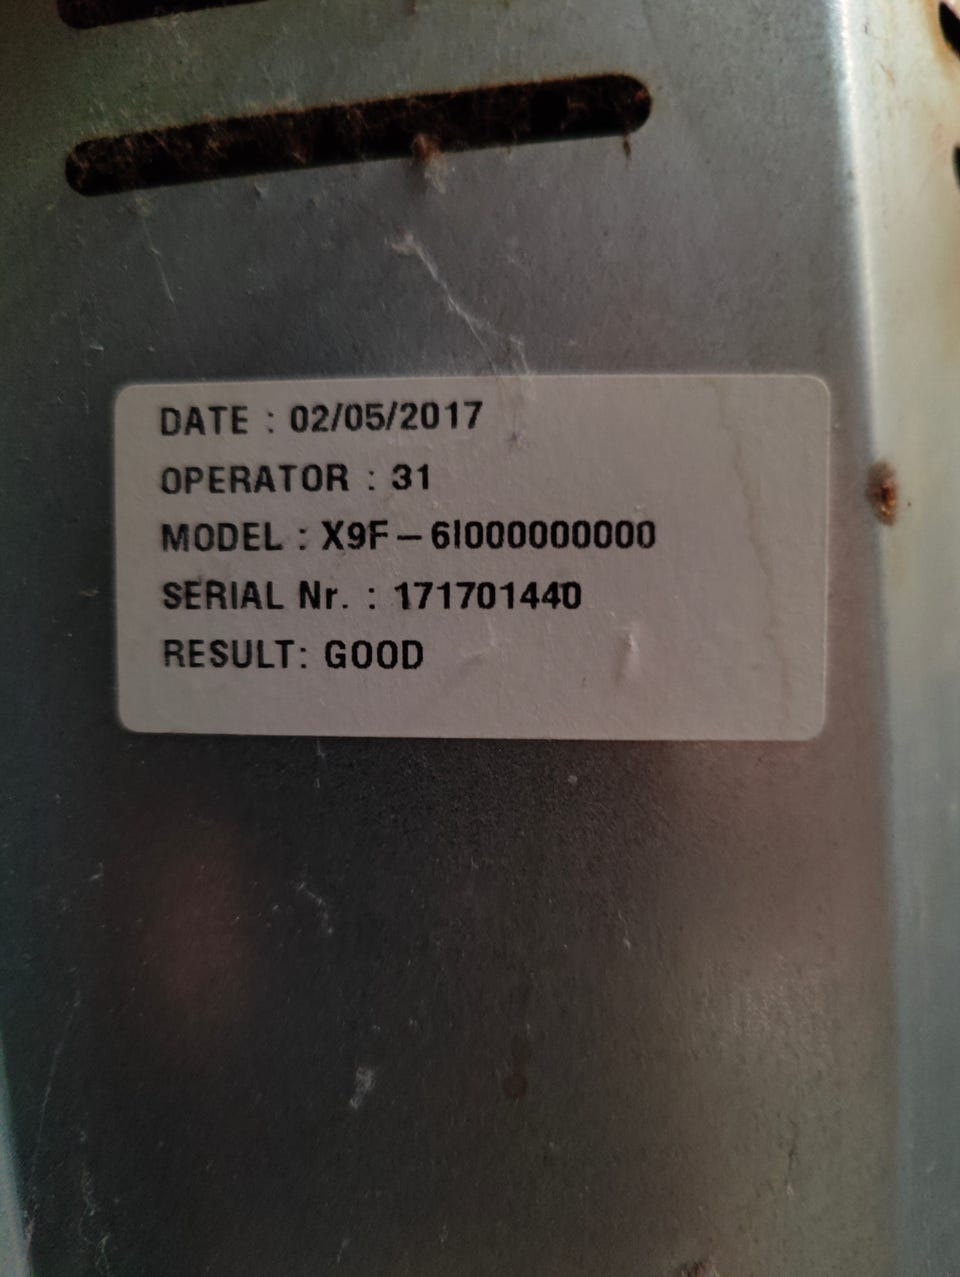 DATE : 02/05/2017
OPERATOR : 31
MODEL : X9F – 6I000000000
SERIAL Nr. : 171701440
RESULT: GOOD